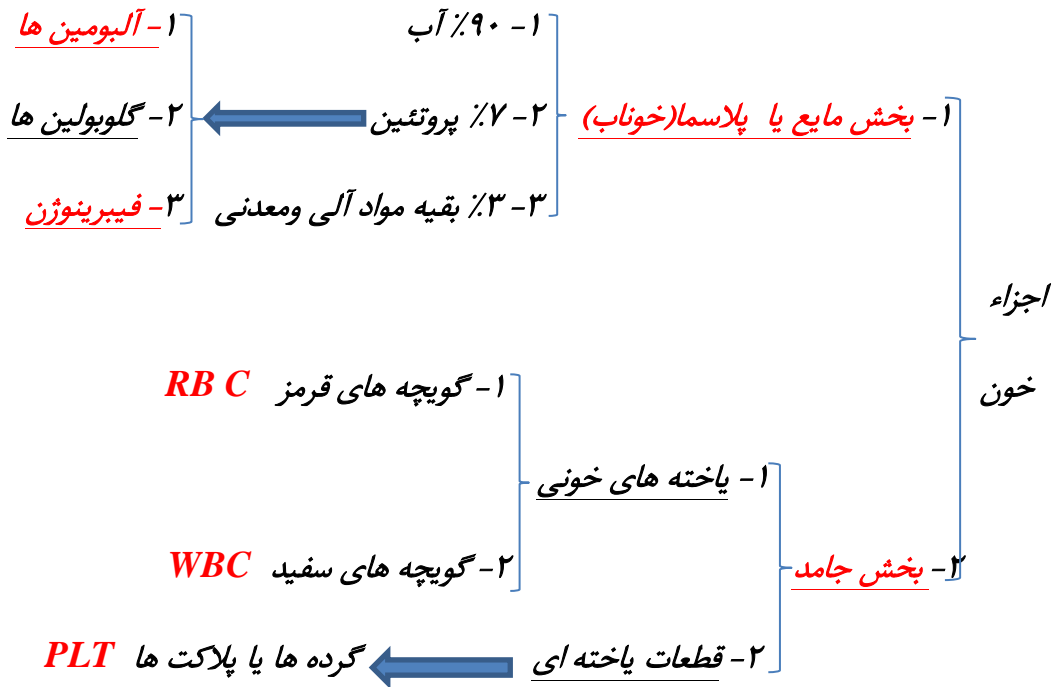 اجزاء
خون
۱- بخش مایع یا پلاسما(خوناب)
۱- ۹۰٪ آب
۲- ۷٪ پروتئین
۱- آلبومین ها
۲- گلوبولین ها
۳- فیبرینوژن
۳- ۳٪ بقیه مواد آلی ومعدنی
۲- بخش جامد
۱- یاخته های خونی
۱- گویچه های قرمز RB C
۲- گویچه های سفید WBC
۲- قطعات یاخته ای
گرده ها یا پلاکت ها PLT